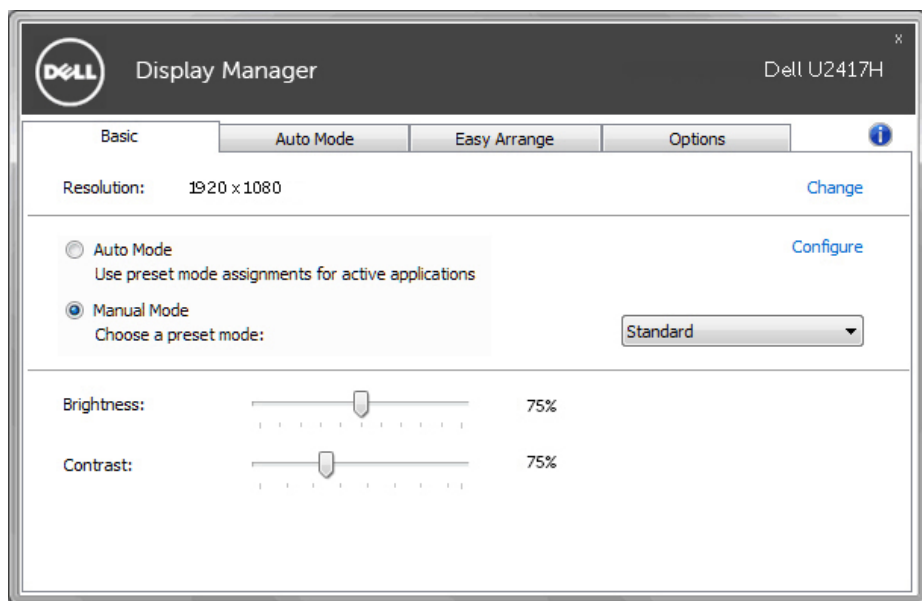 x
DELL
Display Manager
Dell U2417H
Basic
Auto Mode
Easy Arrange
Options
i
Resolution: 1920 x 1080 Change
Auto Mode Configure
Use preset mode assignments for active applications
Manual Mode
Choose a preset mode: Standard
Brightness: 75%
Contrast: 75%